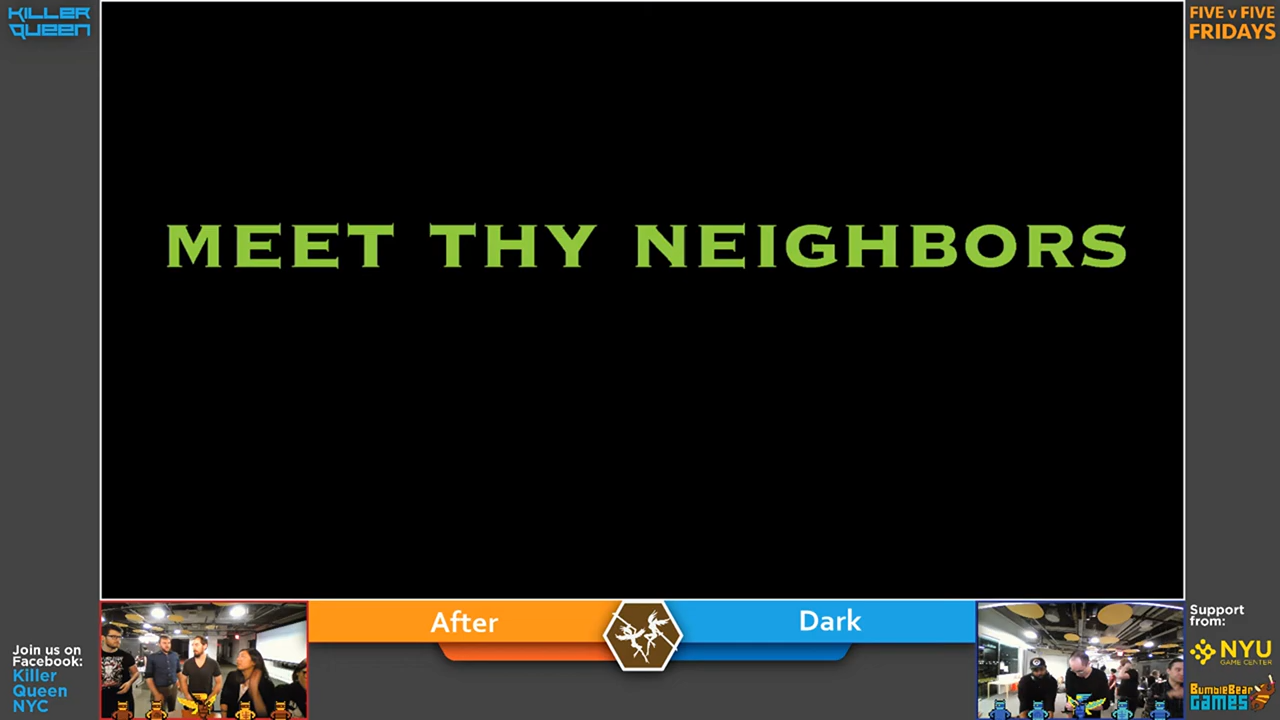 KILLER
QUEEN
FIVE v FIVE
FRIDAYS
MEET THY NEIGHBORS
After
Dark
Join us on
Facebook:
Killer
Queen
NYC
Support
from:
NYU
GAME CENTER
BumbleBear
GAMES